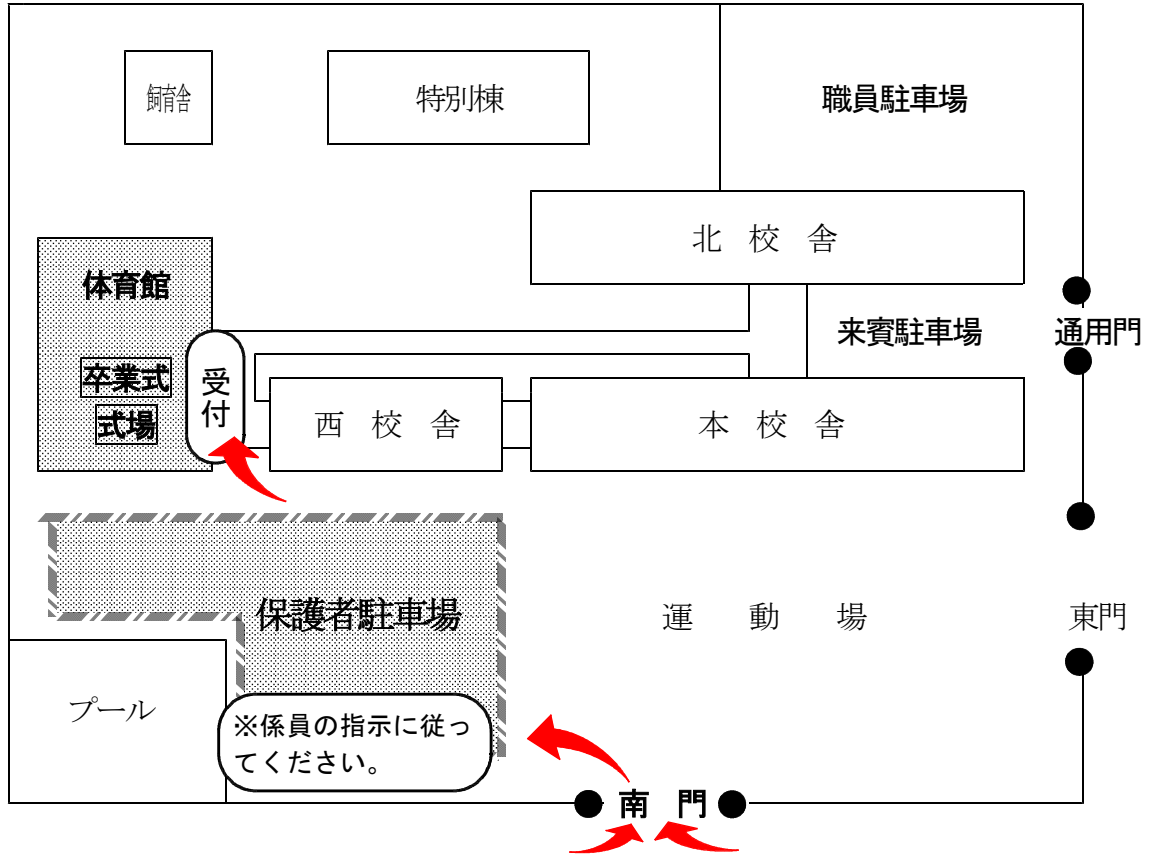 飼育舎
特別棟
職員駐車場
北校舎
体育館
来賓駐車場
通用門
卒業式
式場
受付
西校舎
本校舎
保護者駐車場
運動場
東門
プール
※係員の指示に従っ
てください。
南門